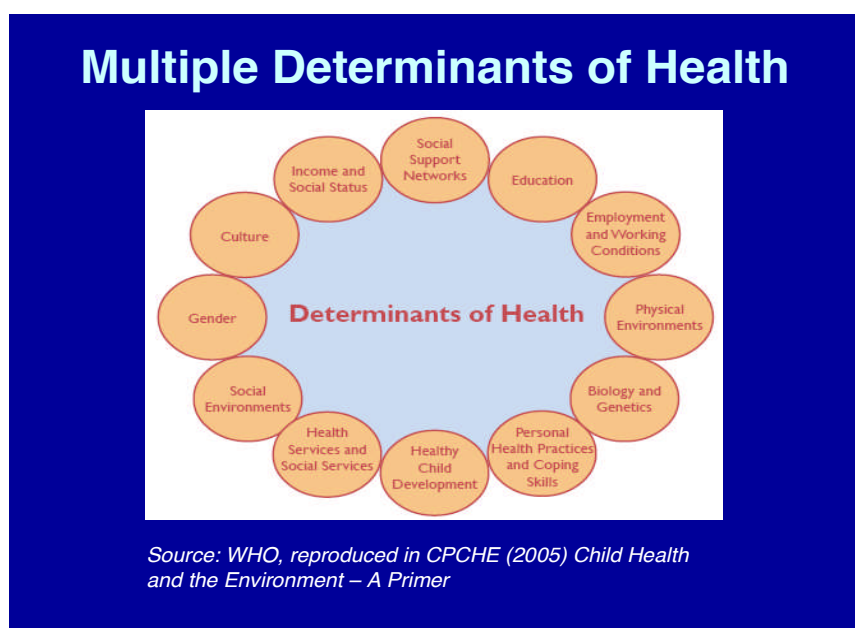 Multiple Determinants of Health
Social
Support
Networks
Education
Employment
and Working
Conditions
Physical
Environments
Biology and
Genetics
Personal
Health Practices
and Coping
Skills
Healthy
Child
Development
Health
Services and
Social Services
Social
Environments
Gender
Culture
Income and
Social Status
Determinants of Health
Source: WHO, reproduced in CPCHE (2005) Child Health
and the Environment – A Primer